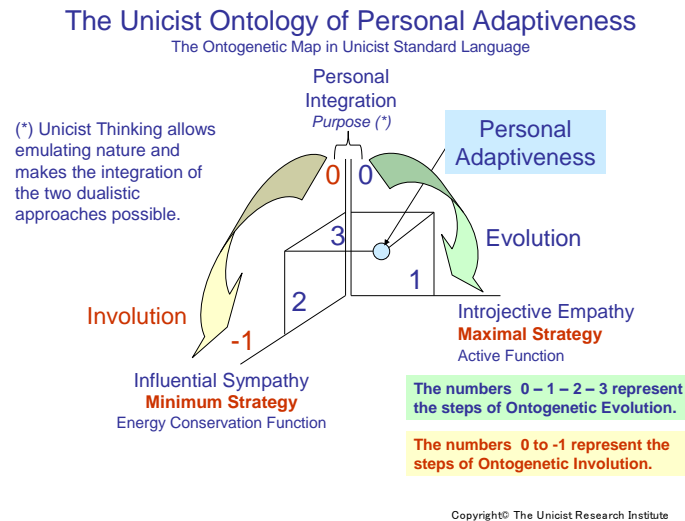 The Unicist Ontology of Personal Adaptiveness
The Ontogenetic Map in Unicist Standard Language
Personal
Integration
Purpose (*)
(*) Unicist Thinking allows
emulating nature and
makes the integration of
the two dualistic
approaches possible.
Personal
Adaptiveness
0
0
3
Evolution
1
2
Involution
-1
Introjective Empathy
Maximal Strategy
Active Function
Influential Sympathy
Minimum Strategy
Energy Conservation Function
The numbers 0 – 1 – 2 – 3 represent
the steps of Ontogenetic Evolution.
The numbers 0 to -1 represent the
steps of Ontogenetic Involution.
Copyright© The Unicist Research Institute